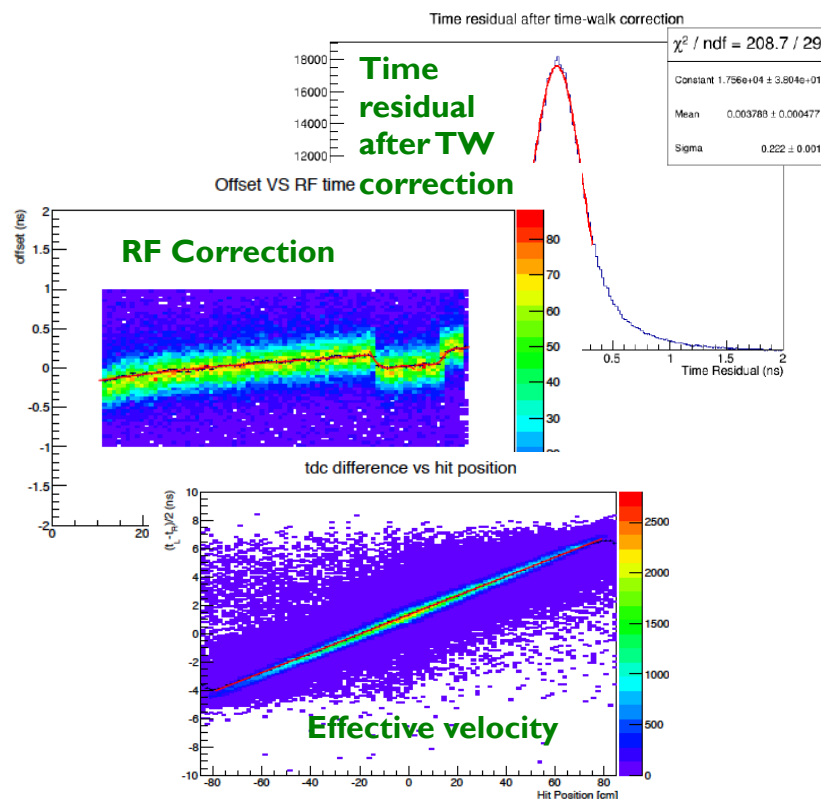 Time residual after time-walk correction
χ² / ndf = 208.7 / 29
Constant 1.756e+04 ± 3.804e+01
Mean 0.003788 ± 0.000477
Sigma 0.222 ± 0.001
18000
16000
14000
12000
Time
residual
after TW
correction
0.5 1 1.5 2
Time Residual (ns)
Offset VS RF time
offset (ns)
RF Correction
2
1.5
1
0.5
0
-0.5
-1
-1.5
-2
0 20
80
70
60
50
40
30
tdc difference vs hit position
(t_L-t_R)/2 (ns)
10
8
6
4
2
0
-2
-4
-6
-8
-10
Effective velocity
-80 -60 -40 -20 0 20 40 60 80
Hit Position [cm]
2500
2000
1500
1000
500
0